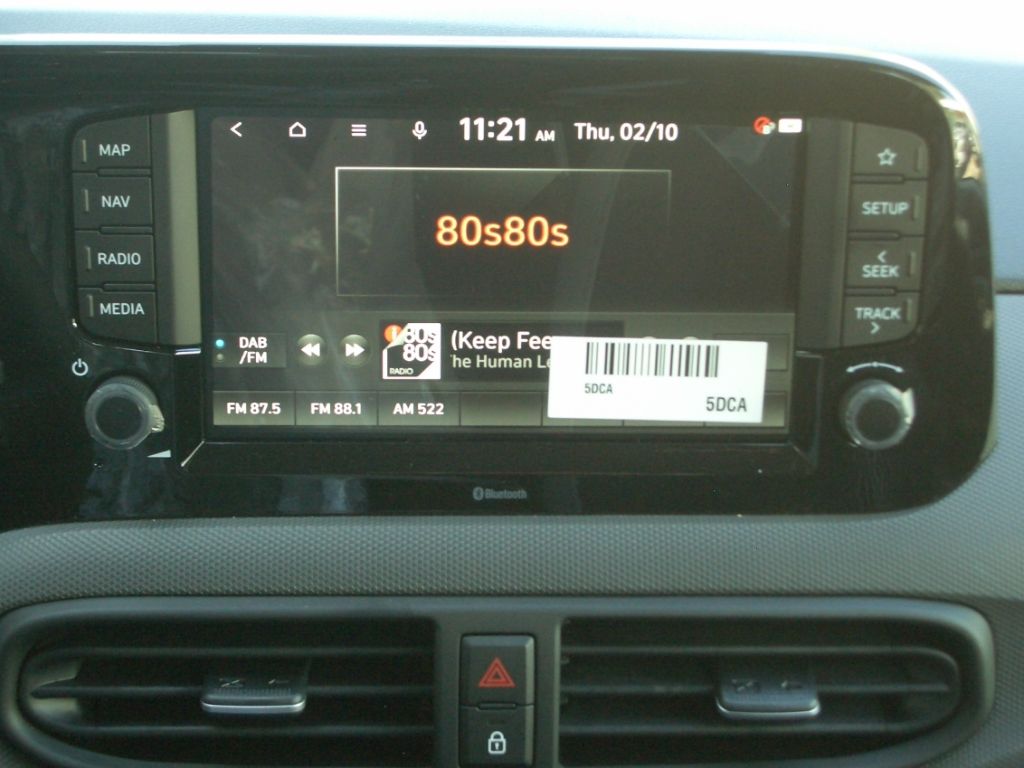 MAP
NAV
RADIO
MEDIA
11:21 AM Thu, 02/10
80s80s
DAB
/FM
80s
80s
RADIO
(Keep Fee
The Human Le
FM 87.5 FM 88.1 AM 522
5DCA
5DCA
SETUP
< SEEK
TRACK >
Bluetooth